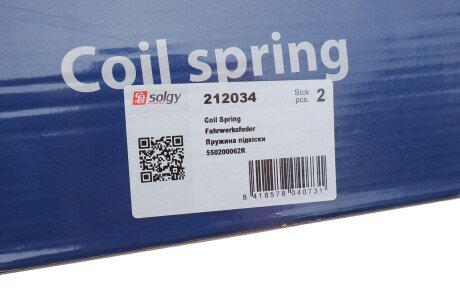 Coil spring
solgy
212034
Stck
pcs. 2
Coil Spring
Fahrwerksfeder
Пружина підвіски
550200062R
8 418578 040731